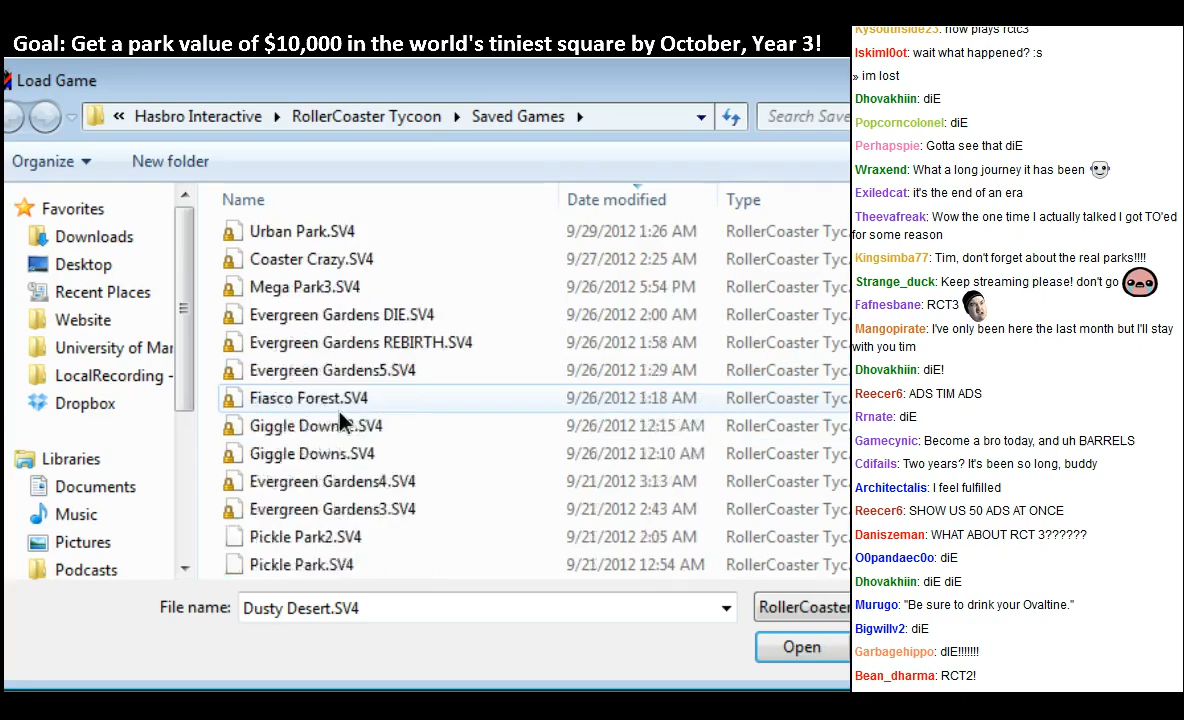 Goal: Get a park value of $10,000 in the world's tiniest square by October, Year 3!
Load Game
« Hasbro Interactive RollerCoaster Tycoon Saved Games
Search Save
Organize New folder
Favorites
Downloads
Desktop
Recent Places
Website
University of Mar
LocalRecording -
Dropbox
Libraries
Documents
Music
Pictures
Podcasts
Name Date modified Type
Urban Park.SV4 9/29/2012 1:26 AM RollerCoaster Tyc
Coaster Crazy.SV4 9/27/2012 2:25 AM RollerCoaster Tyc
Mega Park3.SV4 9/26/2012 5:54 PM RollerCoaster Tyc
Evergreen Gardens DIE.SV4 9/26/2012 2:00 AM RollerCoaster Tyc
Evergreen Gardens REBIRTH.SV4 9/26/2012 1:58 AM RollerCoaster Tyc
Evergreen Gardens5.SV4 9/26/2012 1:29 AM RollerCoaster Tyc
Fiasco Forest.SV4 9/26/2012 1:18 AM RollerCoaster Tyc
Giggle Down .SV4 9/26/2012 12:15 AM RollerCoaster Tyc
Giggle Downs.SV4 9/26/2012 12:10 AM RollerCoaster Tyc
Evergreen Gardens4.SV4 9/21/2012 3:13 AM RollerCoaster Tyc
Evergreen Gardens3.SV4 9/21/2012 2:43 AM RollerCoaster Tyc
Pickle Park2.SV4 9/21/2012 2:05 AM RollerCoaster Tyc
Pickle Park.SV4 9/21/2012 12:54 AM RollerCoaster Tyc
File name: Dusty Desert.SV4 RollerCoaster
Open
Kysouthside23: now plays rctc3
Iskiml0ot: wait what happened? :s
» im lost
Dhovakhiin: diE
Popcorncolonel: diE
Perhapspie: Gotta see that diE
Wraxend: What a long journey it has been
Exiledcat: it's the end of an era
Theevafreak: Wow the one time I actually talked I got TO'ed
for some reason
Kingsimba77: Tim, don't forget about the real parks!!!!
Strange_duck: Keep streaming please! don't go
Fafnesbane: RCT3
Mangopirate: I've only been here the last month but I'll stay
with you tim
Dhovakhiin: diE!
Reecer6: ADS TIM ADS
Rrnate: diE
Gamecynic: Become a bro today, and uh BARRELS
Cdifails: Two years? It's been so long, buddy
Architectalis: I feel fulfilled
Reecer6: SHOW US 50 ADS AT ONCE
Daniszeman: WHAT ABOUT RCT 3??????
O0pandaec0o: diE
Dhovakhiin: diE diE
Murugo: "Be sure to drink your Ovaltine."
Bigwillv2: diE
Garbagehippo: dIE!!!!!!!
Bean_dharma: RCT2!